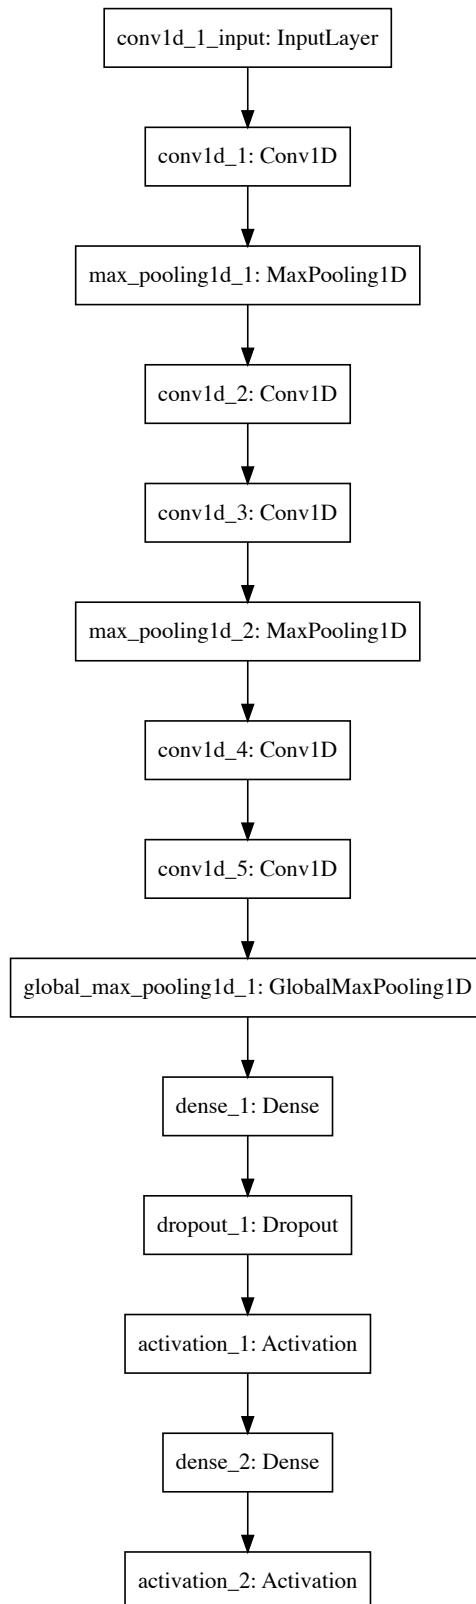 conv1d_1_input: InputLayer
conv1d_1: Conv1D
max_pooling1d_1: MaxPooling1D
conv1d_2: Conv1D
conv1d_3: Conv1D
max_pooling1d_2: MaxPooling1D
conv1d_4: Conv1D
conv1d_5: Conv1D
global_max_pooling1d_1: GlobalMaxPooling1D
dense_1: Dense
dropout_1: Dropout
activation_1: Activation
dense_2: Dense
activation_2: Activation